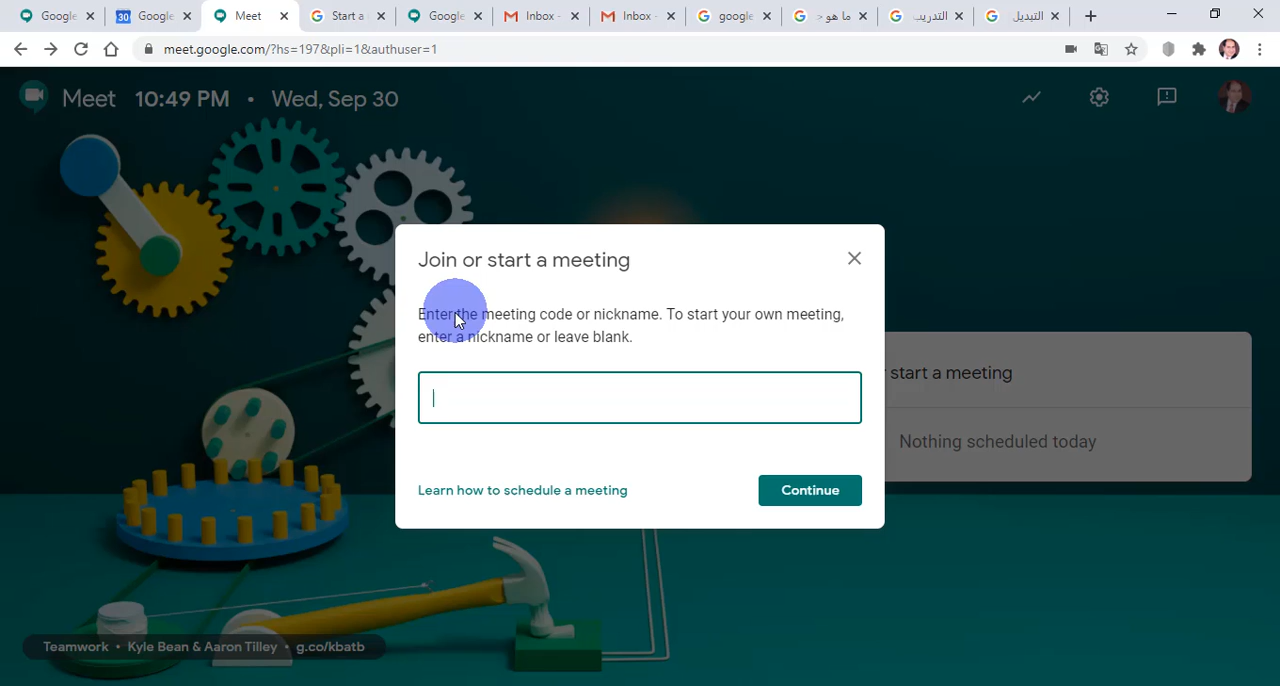 Google
Google
Meet
Start a
Google
Inbox -
Inbox -
google
ما هو >
التدريب
التبديل
meet.google.com/?hs=197&pli=1&authuser=1
Meet 10:49 PM • Wed, Sep 30
Join or start a meeting
Enter the meeting code or nickname. To start your own meeting,
enter a nickname or leave blank.
start a meeting
Nothing scheduled today
Learn how to schedule a meeting
Continue
Teamwork • Kyle Bean & Aaron Tilley • g.co/kbatb